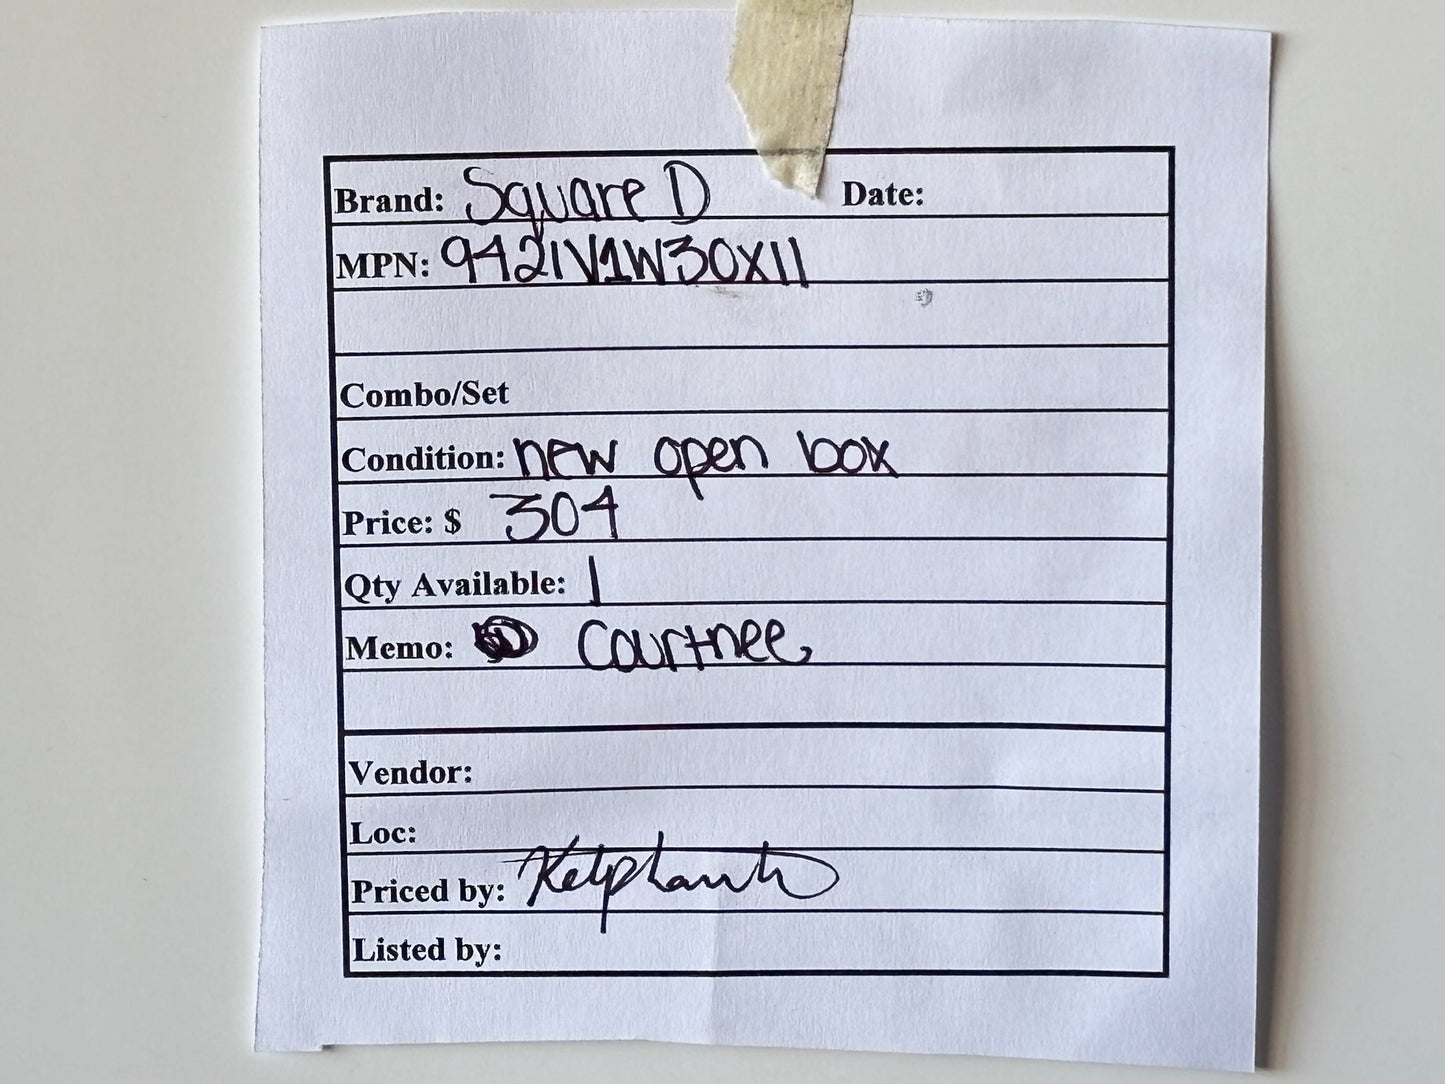 Brand: Square D Date:
MPN: 9421V1W30X11
Combo/Set
Condition: new open box
Price: $ 304
Qty Available: 1
Memo: Courtnee
Vendor:
Loc:
Priced by:
Listed by: